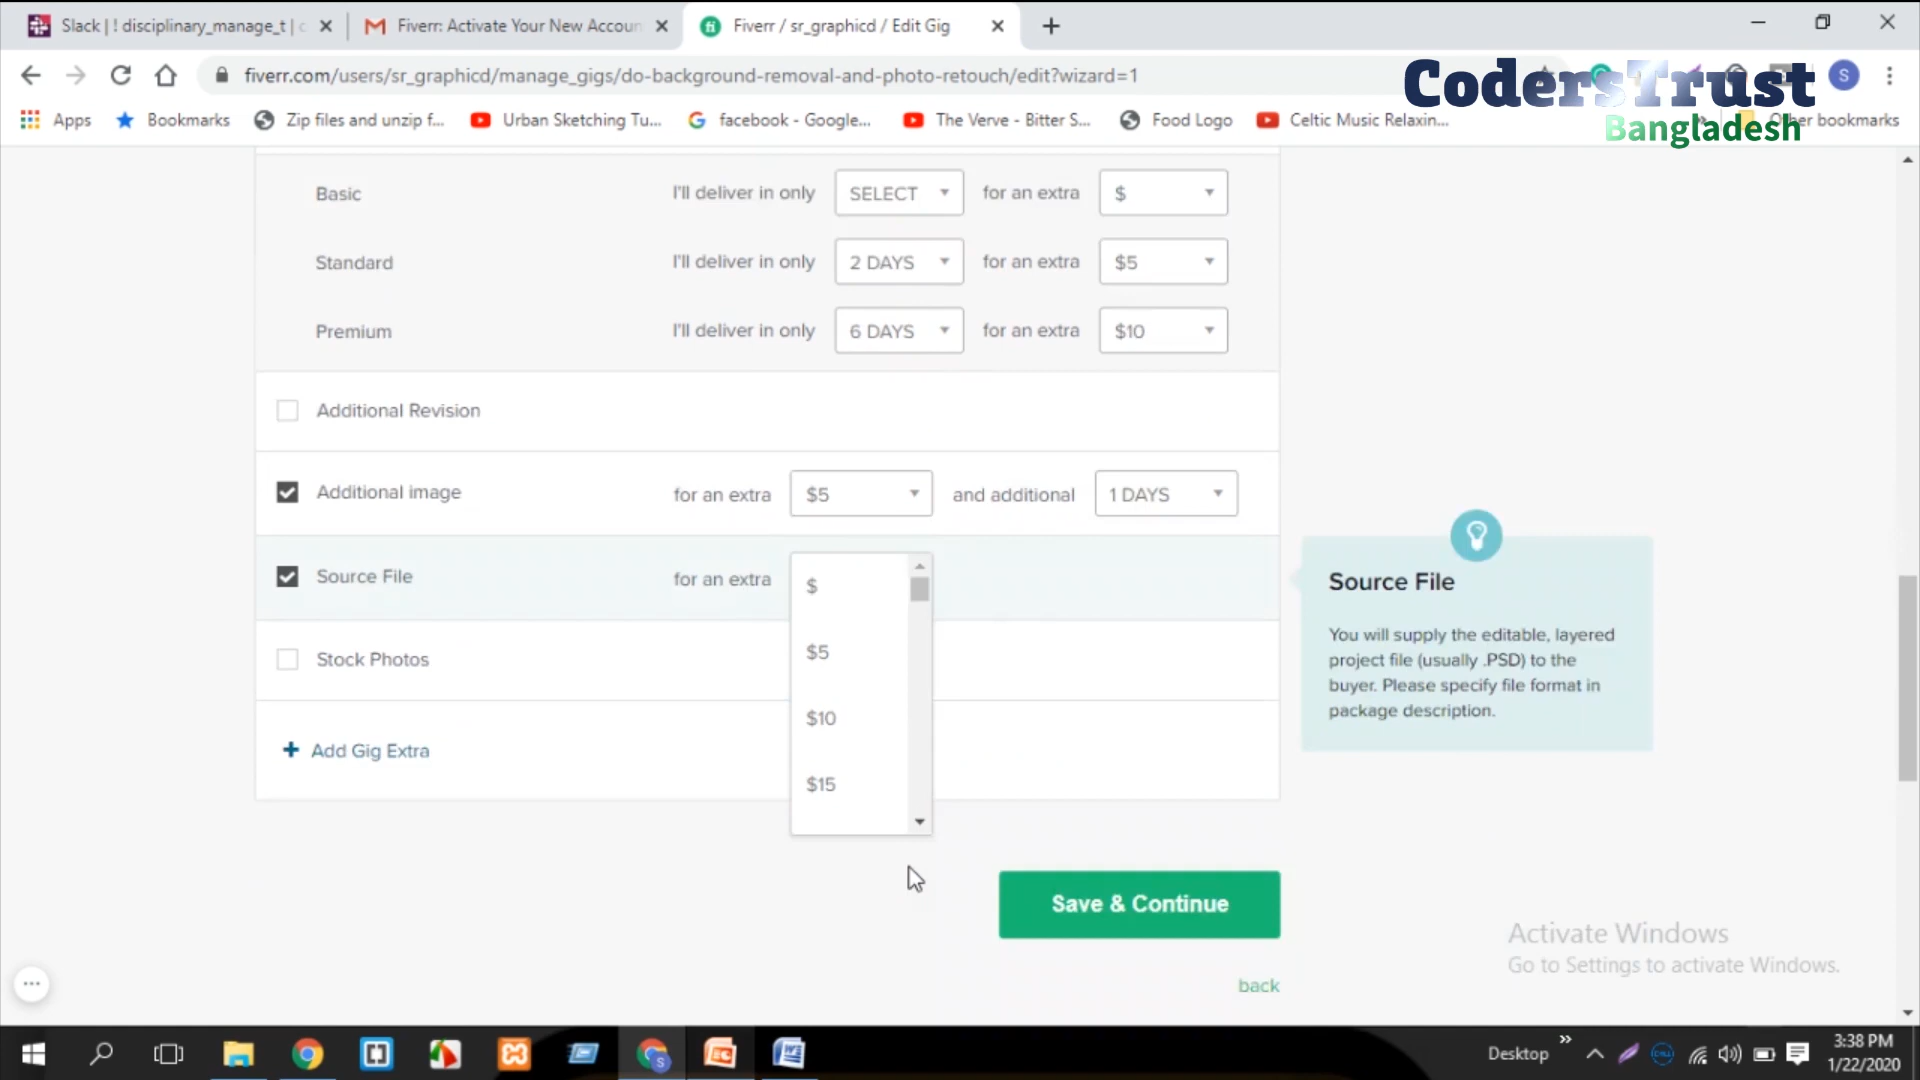 Slack | ! disciplinary_manage_t | c
Fiverr: Activate Your New Accoun
Fiverr / sr_graphicd / Edit Gig
fiverr.com/users/sr_graphicd/manage_gigs/do-background-removal-and-photo-retouch/edit?wizard=1
S
CodersTrust
Bangladesh
Apps
Bookmarks
Zip files and unzip f...
Urban Sketching Tu...
facebook - Google...
The Verve - Bitter S...
Food Logo
Celtic Music Relaxin...
Other bookmarks
Basic I'll deliver in only SELECT for an extra $
Standard I'll deliver in only 2 DAYS for an extra $5
Premium I'll deliver in only 6 DAYS for an extra $10
Additional Revision
Additional image for an extra $5 and additional 1 DAYS
Source File for an extra
$
$5
$10
$15
Stock Photos
+ Add Gig Extra
Source File
You will supply the editable, layered
project file (usually .PSD) to the
buyer. Please specify file format in
package description.
Save & Continue
back
Activate Windows
Go to Settings to activate Windows.
Desktop
3:38 PM
1/22/2020